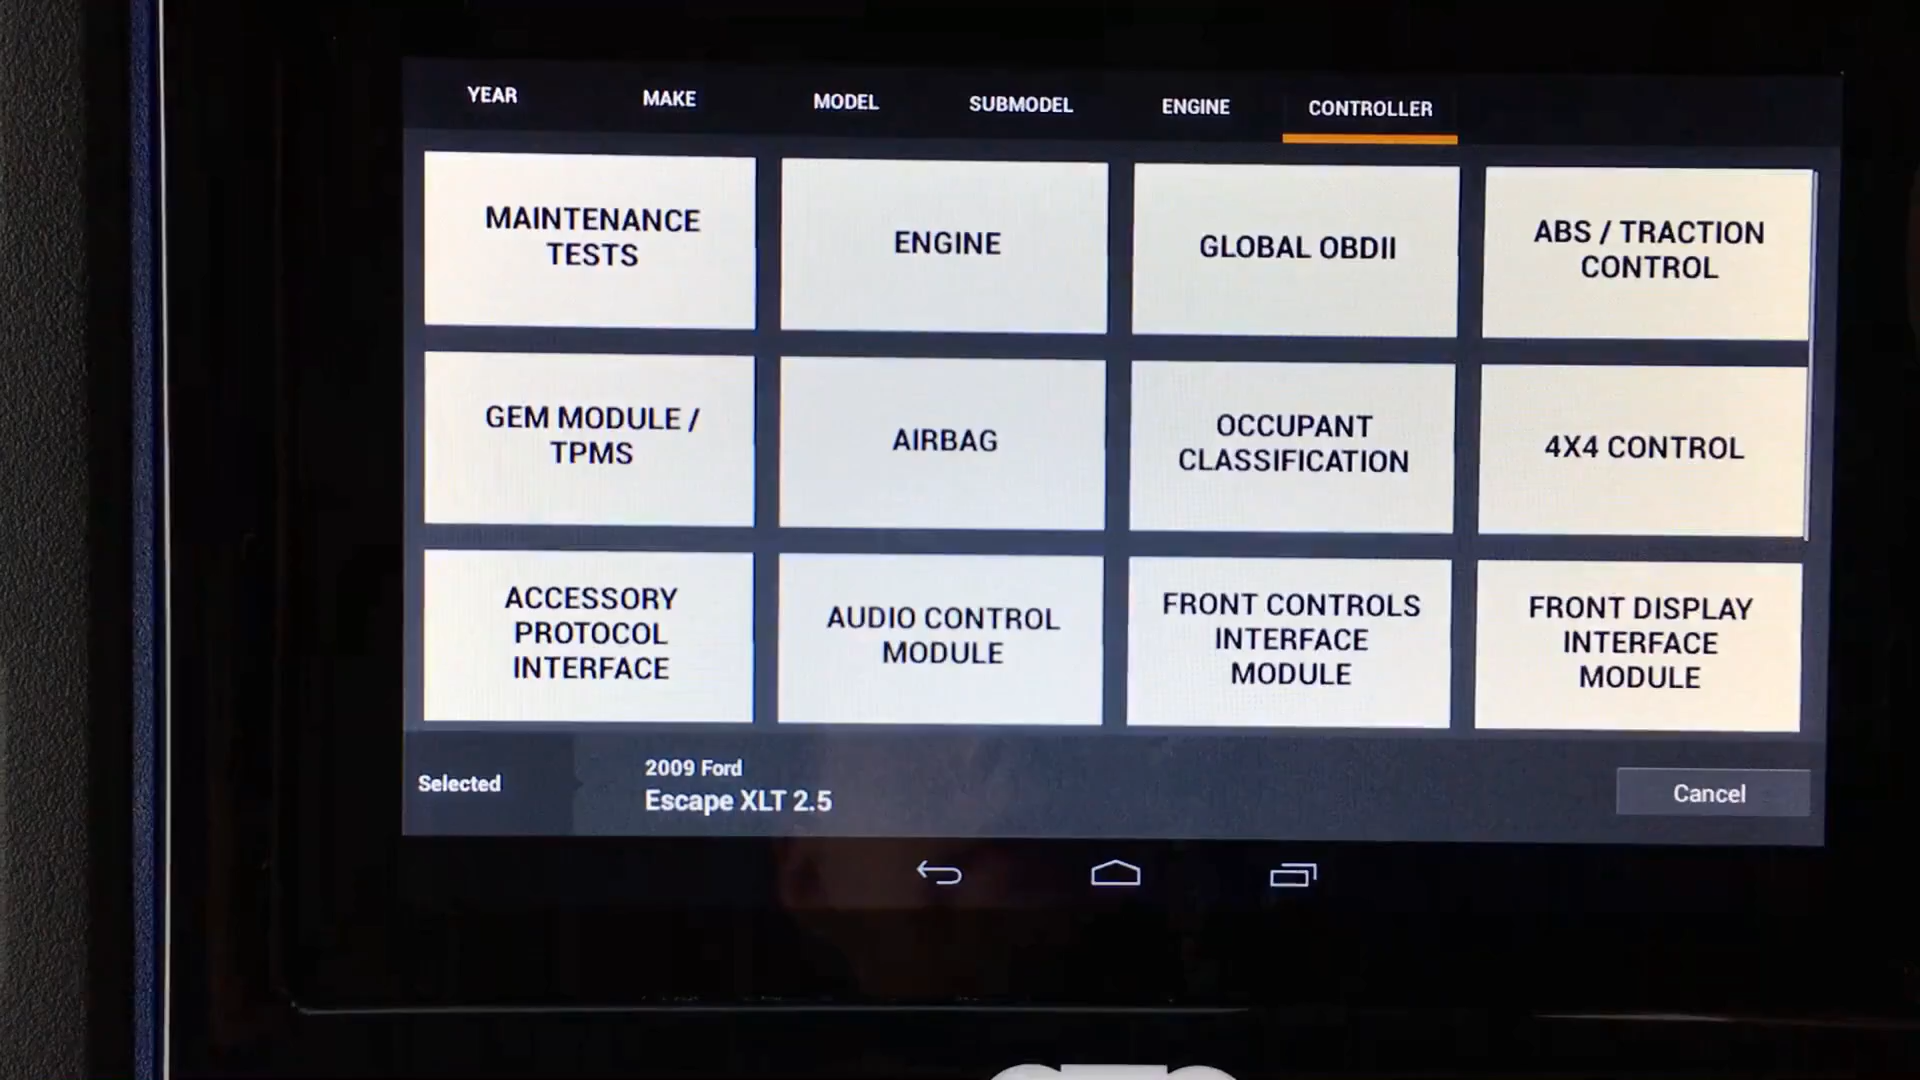 YEAR MAKE MODEL SUBMODEL ENGINE CONTROLLER
MAINTENANCE
TESTS
ENGINE
GLOBAL OBDII
ABS / TRACTION
CONTROL
GEM MODULE /
TPMS
AIRBAG
OCCUPANT
CLASSIFICATION
4X4 CONTROL
ACCESSORY
PROTOCOL
INTERFACE
AUDIO CONTROL
MODULE
FRONT CONTROLS
INTERFACE
MODULE
FRONT DISPLAY
INTERFACE
MODULE
Selected
2009 Ford
Escape XLT 2.5
Cancel